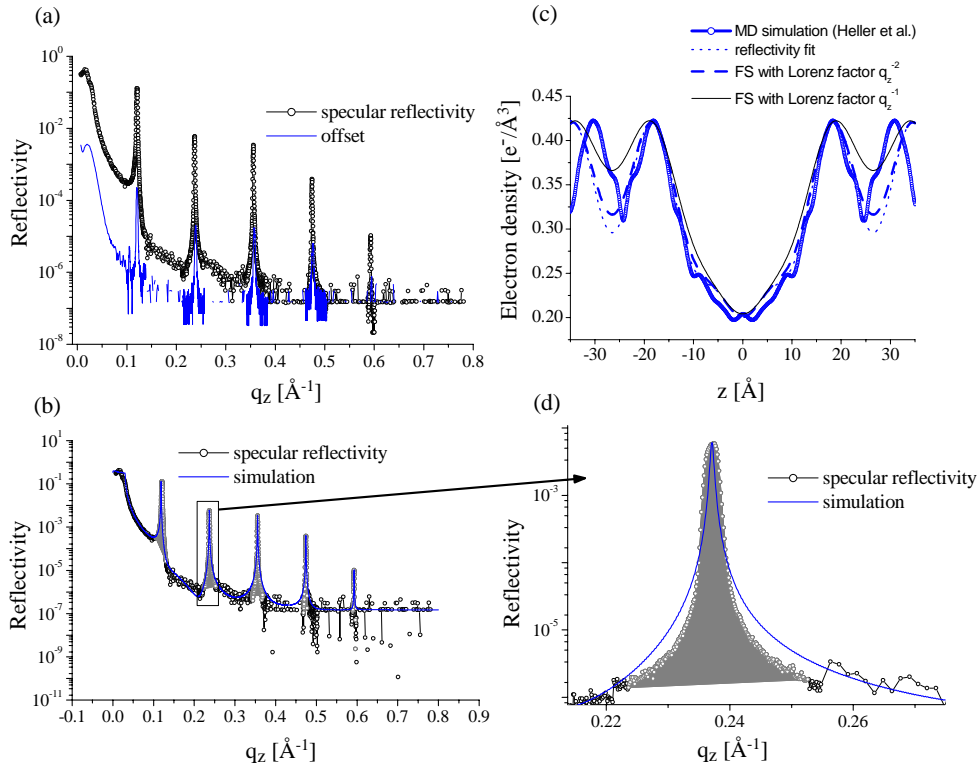 (a)
10^0
10^-2
10^-4
10^-6
10^-8
Reflectivity
specular reflectivity
offset
0.0 0.1 0.2 0.3 0.4 0.5 0.6 0.7 0.8
q_z [Å^-1]
(c)
MD simulation (Heller et al.)
reflectivity fit
FS with Lorenz factor q_z^-2
FS with Lorenz factor q_z^-1
0.45
0.40
0.35
0.30
0.25
0.20
Electron density [e^-/Å^3]
-30 -20 -10 0 10 20 30
z [Å]
(b)
10^1
10^-1
10^-3
10^-5
10^-7
10^-9
10^-11
Reflectivity
specular reflectivity
simulation
-0.1 0.0 0.1 0.2 0.3 0.4 0.5 0.6 0.7 0.8 0.9
q_z [Å^-1]
(d)
10^-3
10^-5
Reflectivity
specular reflectivity
simulation
0.22 0.24 0.26
q_z [Å^-1]